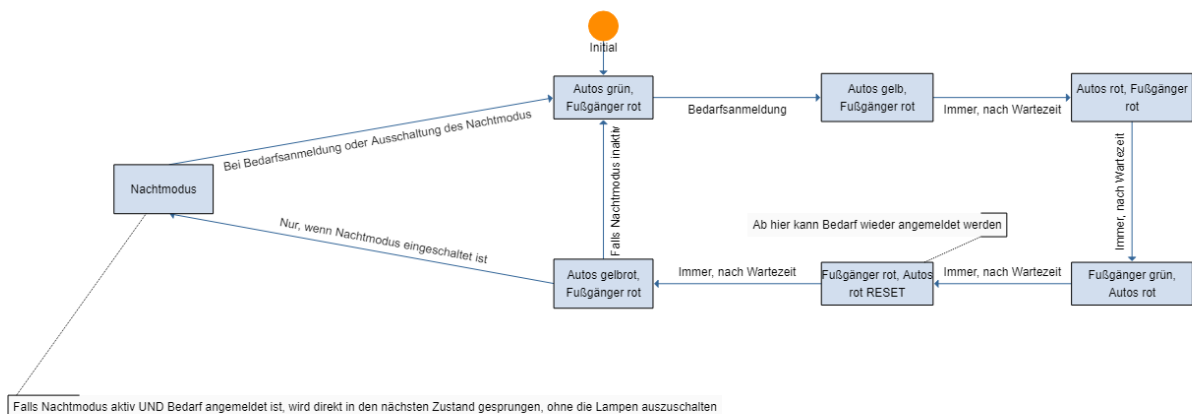 Initial
Autos grün,
Fußgänger rot
Bedarfsanmeldung
Autos gelb,
Fußgänger rot
Immer, nach Wartezeit
Autos rot, Fußgänger
rot
Bei Bedarfsanmeldung oder Ausschaltung des Nachtmodus
Falls Nachtmodus inaktiv
Immer, nach Wartezeit
Nachtmodus
Nur, wenn Nachtmodus eingeschaltet ist
Ab hier kann Bedarf wieder angemeldet werden
Autos gelbrot,
Fußgänger rot
Immer, nach Wartezeit
Fußgänger rot, Autos
rot RESET
Immer, nach Wartezeit
Fußgänger grün,
Autos rot
Falls Nachtmodus aktiv UND Bedarf angemeldet ist, wird direkt in den nächsten Zustand gesprungen, ohne die Lampen auszuschalten